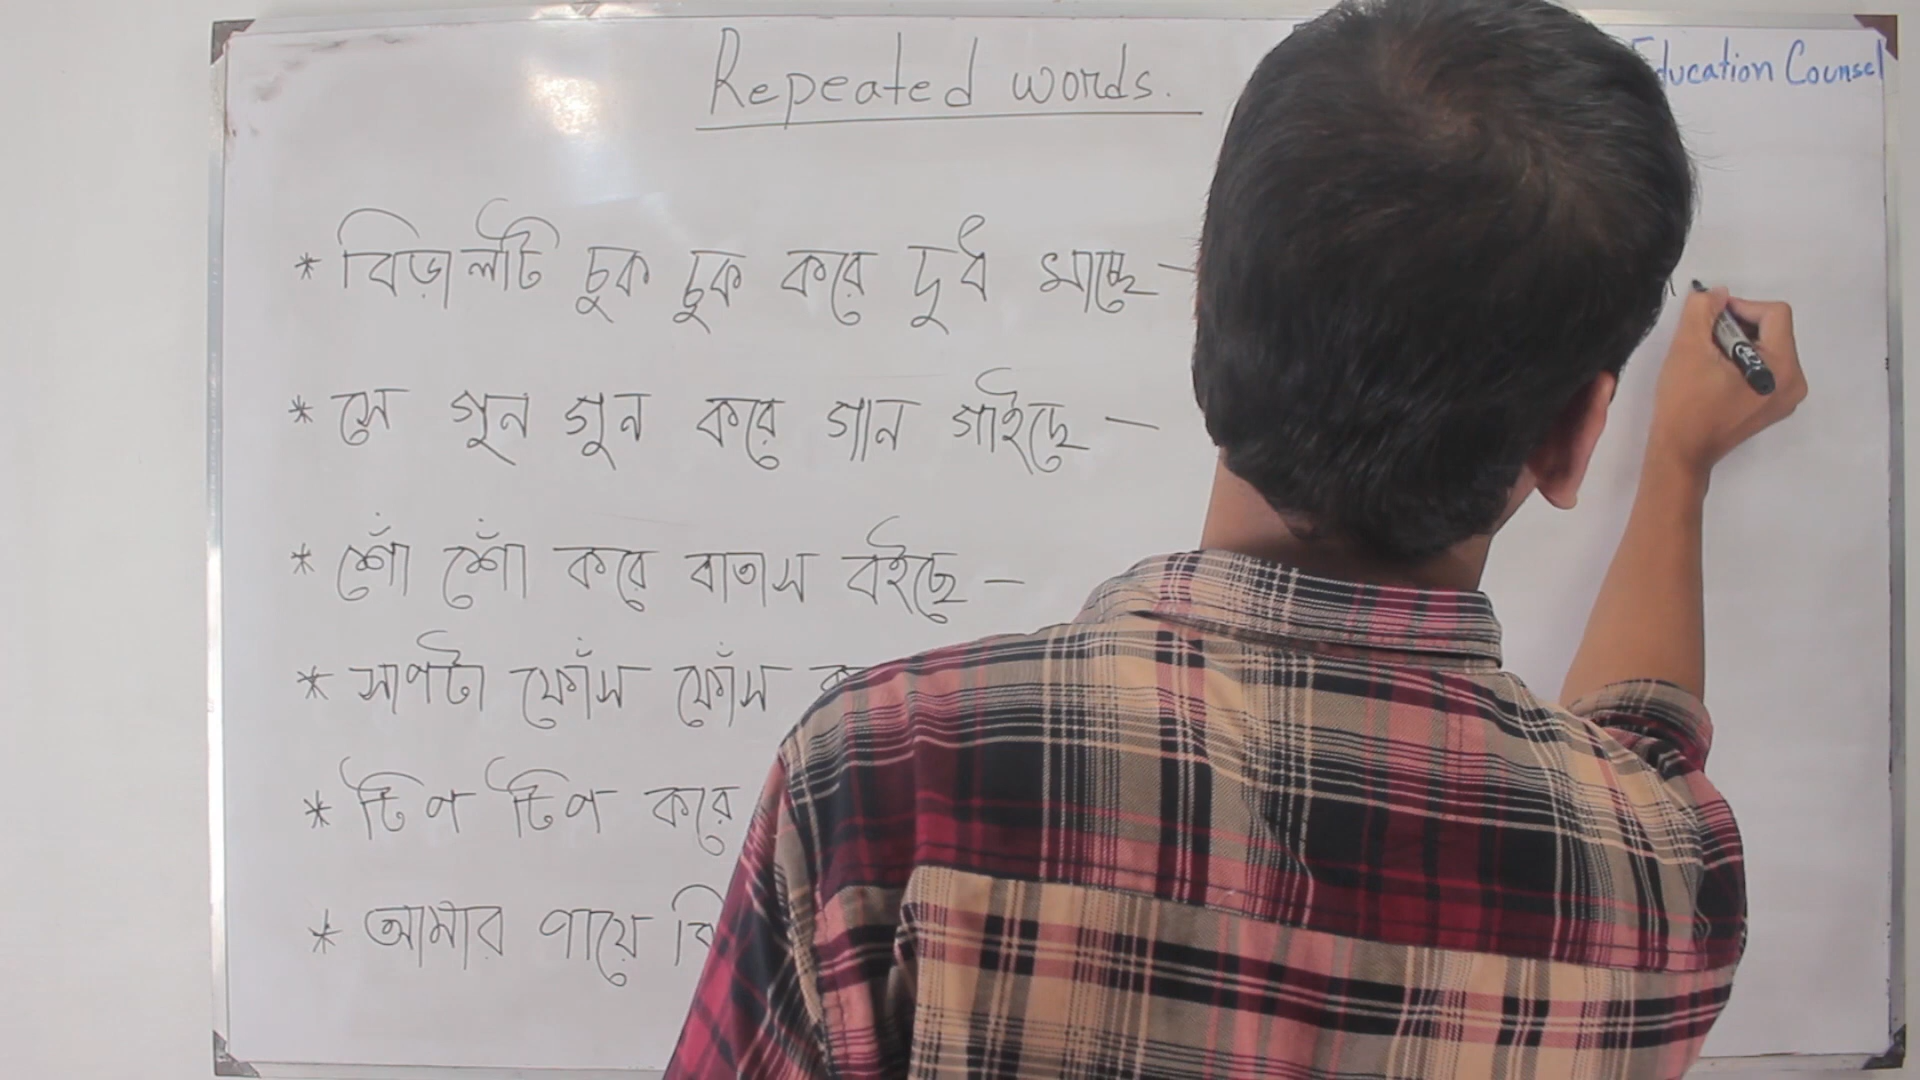 Repeated words.
Education Counsel
* বিড়ালটি চুক চুক করে দুধ খাচ্ছে -
* সে গুন গুন করে গান গাইছে -
* শোঁ শোঁ করে বাতাস বইছে -
* সাপটা ফোঁস ফোঁস
* টিপ টিপ করে
* আমার পায়ে